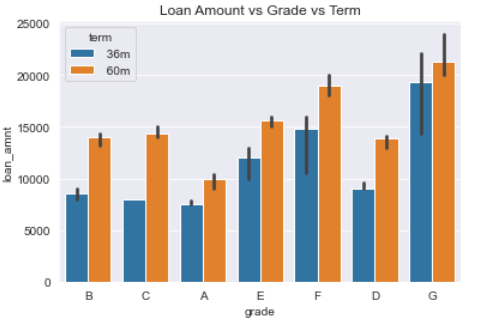 Loan Amount vs Grade vs Term
term
36m
60m
25000
20000
15000
10000
5000
0
loan_amnt
B C A E F D G
grade